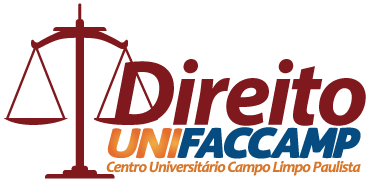 Direito
UNIFACCAMP
Centro Universitário Campo Limpo Paulista